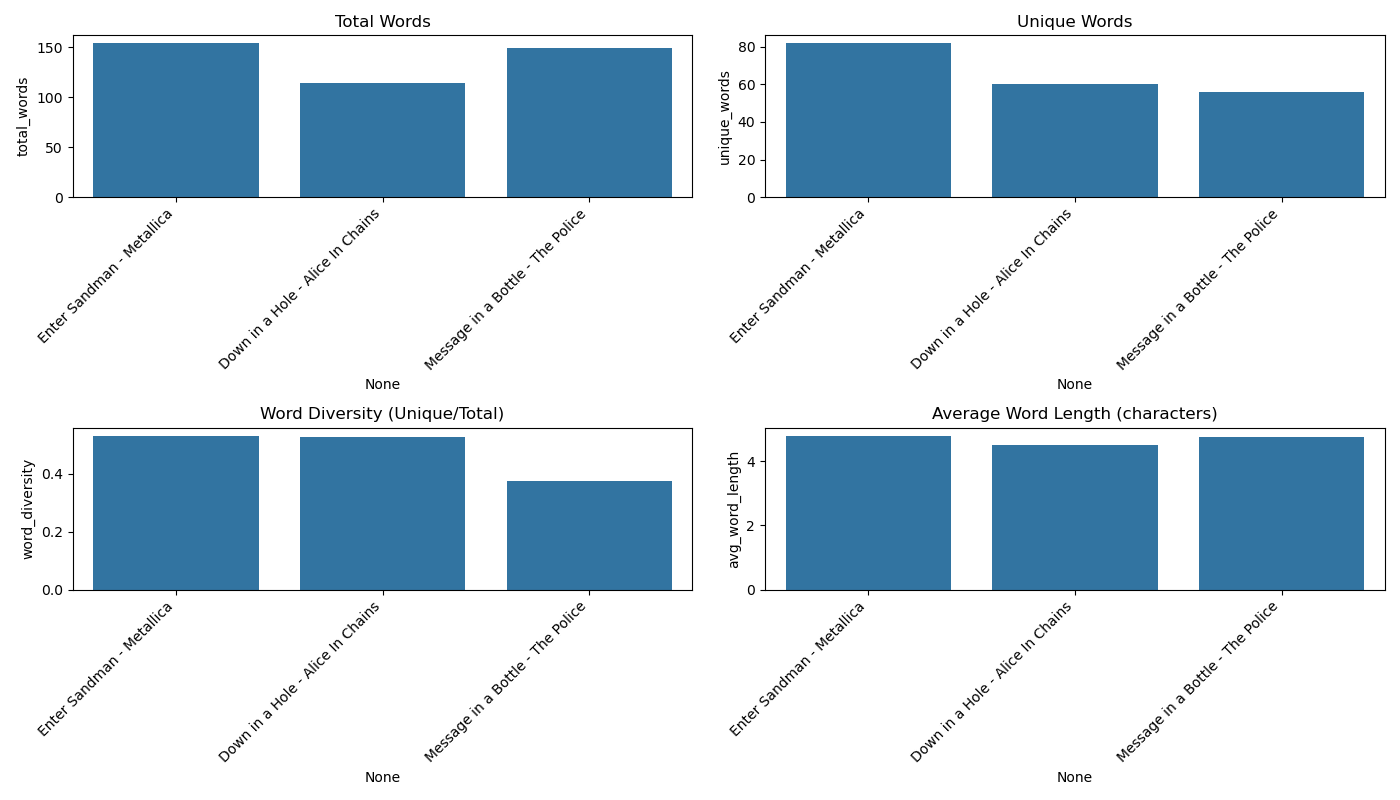 Total Words
total_words
150
100
50
0
Enter Sandman - Metallica
Down in a Hole - Alice In Chains
Message in a Bottle - The Police
None
Unique Words
unique_words
80
60
40
20
0
Enter Sandman - Metallica
Down in a Hole - Alice In Chains
Message in a Bottle - The Police
None
Word Diversity (Unique/Total)
word_diversity
0.4
0.2
0.0
Enter Sandman - Metallica
Down in a Hole - Alice In Chains
Message in a Bottle - The Police
None
Average Word Length (characters)
avg_word_length
4
2
0
Enter Sandman - Metallica
Down in a Hole - Alice In Chains
Message in a Bottle - The Police
None